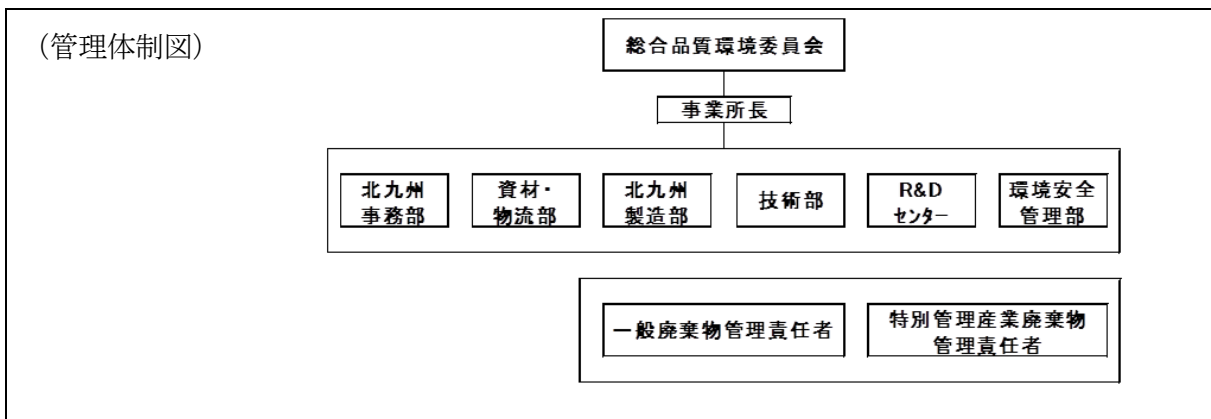 （管理体制図）
総合品質環境委員会
事業所長
北九州
事務部
資材・
物流部
北九州
製造部
技術部
R&D
センター
環境安全
管理部
一般廃棄物管理責任者
特別管理産業廃棄物
管理責任者